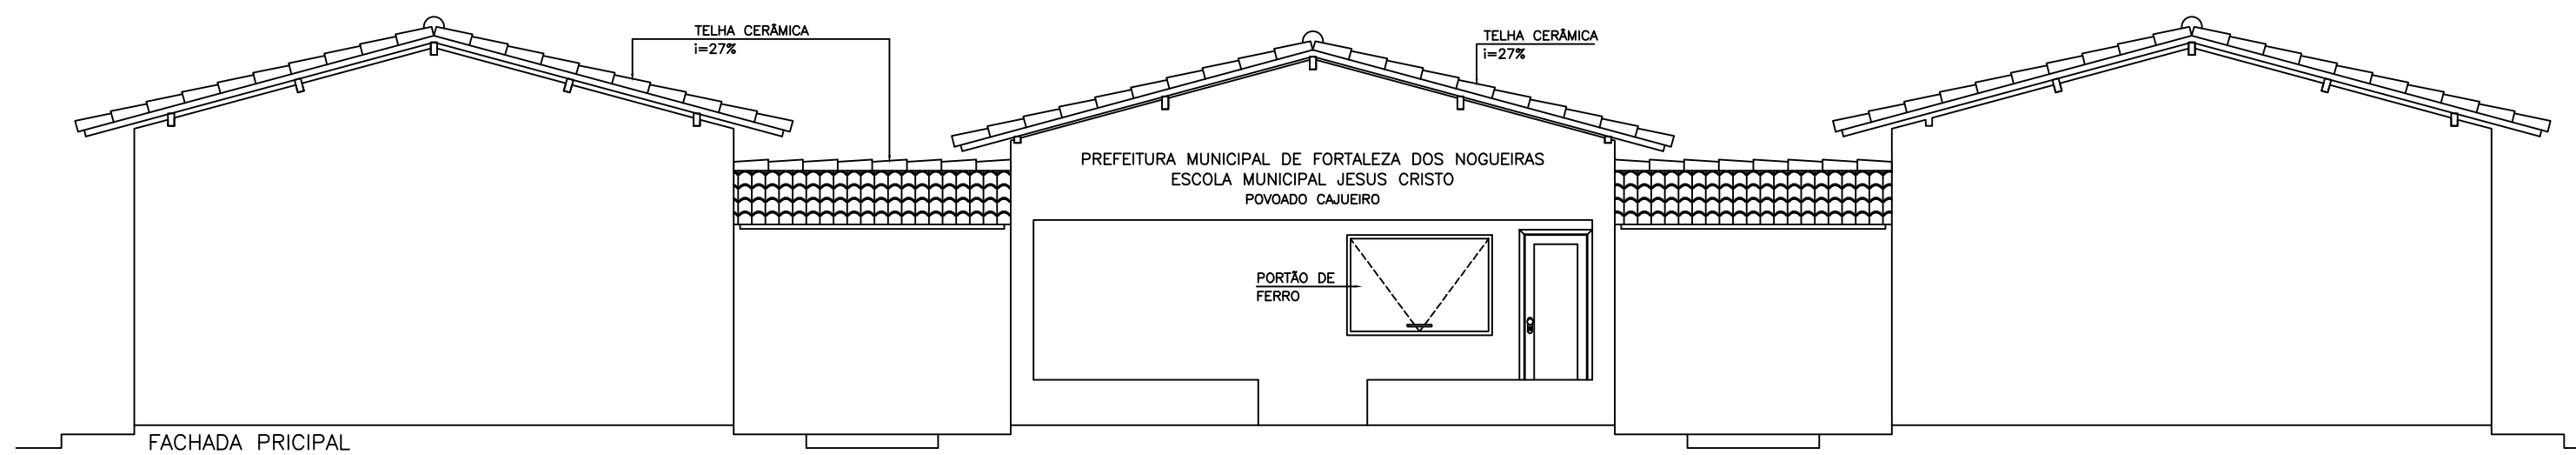 TELHA CERÂMICA
i=27%
TELHA CERÂMICA
i=27%
PREFEITURA MUNICIPAL DE FORTALEZA DOS NOGUEIRAS
ESCOLA MUNICIPAL JESUS CRISTO
POVOADO CAJUEIRO
PORTÃO DE
FERRO
FACHADA PRICIPAL